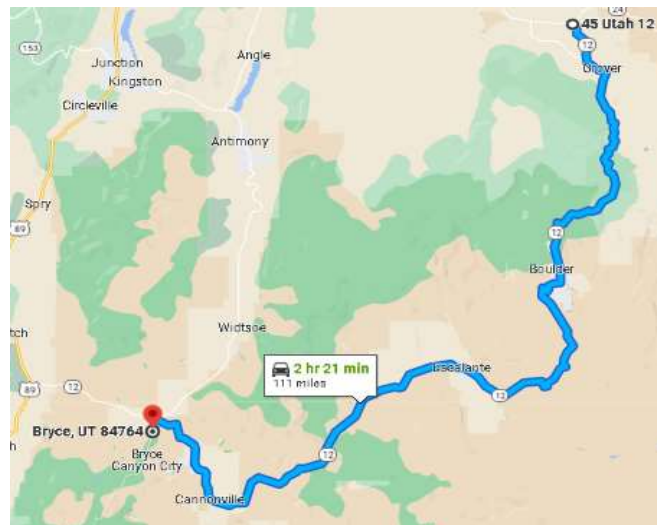 24
45 Utah 12
12
153
Angle
Junction
Kingston
Grover
Circleville
Antimony
Spry
89
12
Boulder
Widtsoe
2 hr 21 min
111 miles
Escalante
89
12
12
Bryce, UT 84764
Bryce
Canyon City
12
Cannonville